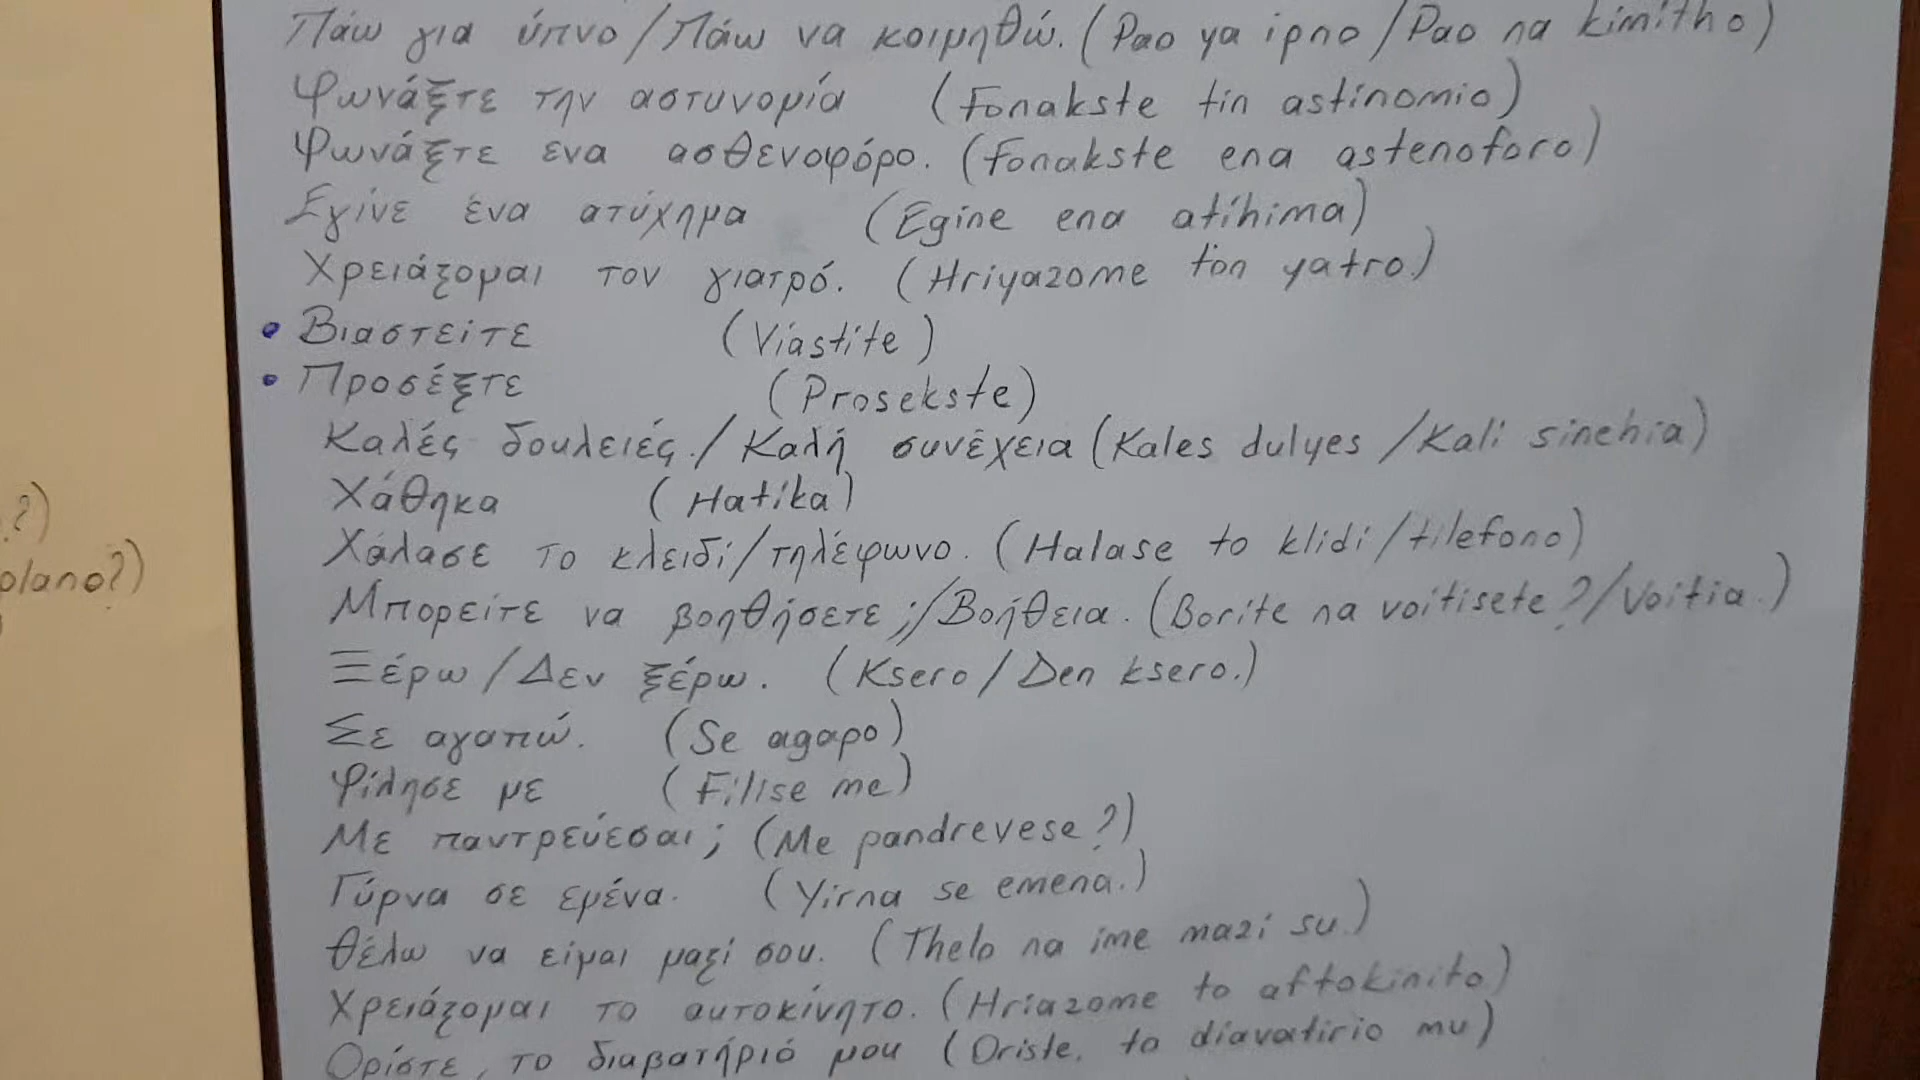 Πάω για ύπνο/Πάω να κοιμηθώ. (Pao ya ipno/Pao na kimitho)
Φωνάξτε την αστυνομία (Fonakste tin astinomio)
Φωνάξτε ενα ασθενοφόρο. (Fonakste ena astenoforo)
Εγινε ένα ατύχημα (Egine ena atihima)
Χρειάζομαι τον γιατρό. (Hriyazome ton yatro.)
• Βιαστείτε (Viastite)
• Προσέξτε (Prosekste)
Καλές δουλειές./Καλή συνέχεια (Kales dulyes/Kali sinehia)
Χάθηκα (Hatika)
Χάλασε το κλειδί/τηλέφωνο. (Halase to klidi/tilefono)
Μπορείτε να βοηθήσετε;/Βοήθεια. (Borite na voitisete?/Voitia.)
Ξέρω/Δεν ξέρω. (Ksero/Den ksero.)
Σε αγαπώ. (Se agapo)
Φίλησε με (Filise me)
Με παντρεύεσαι; (Me pandrevese?)
Γύρνα σε εμένα. (Yirna se emena.)
Θέλω να είμαι μαζί σου. (Thelo na ime mazi su.)
Χρειάζομαι το αυτοκίνητο. (Hriazome to aftokinito)
Ορίστε, το διαβατήριό μου (Oriste, to diavatirio mu)
?)
plano?)